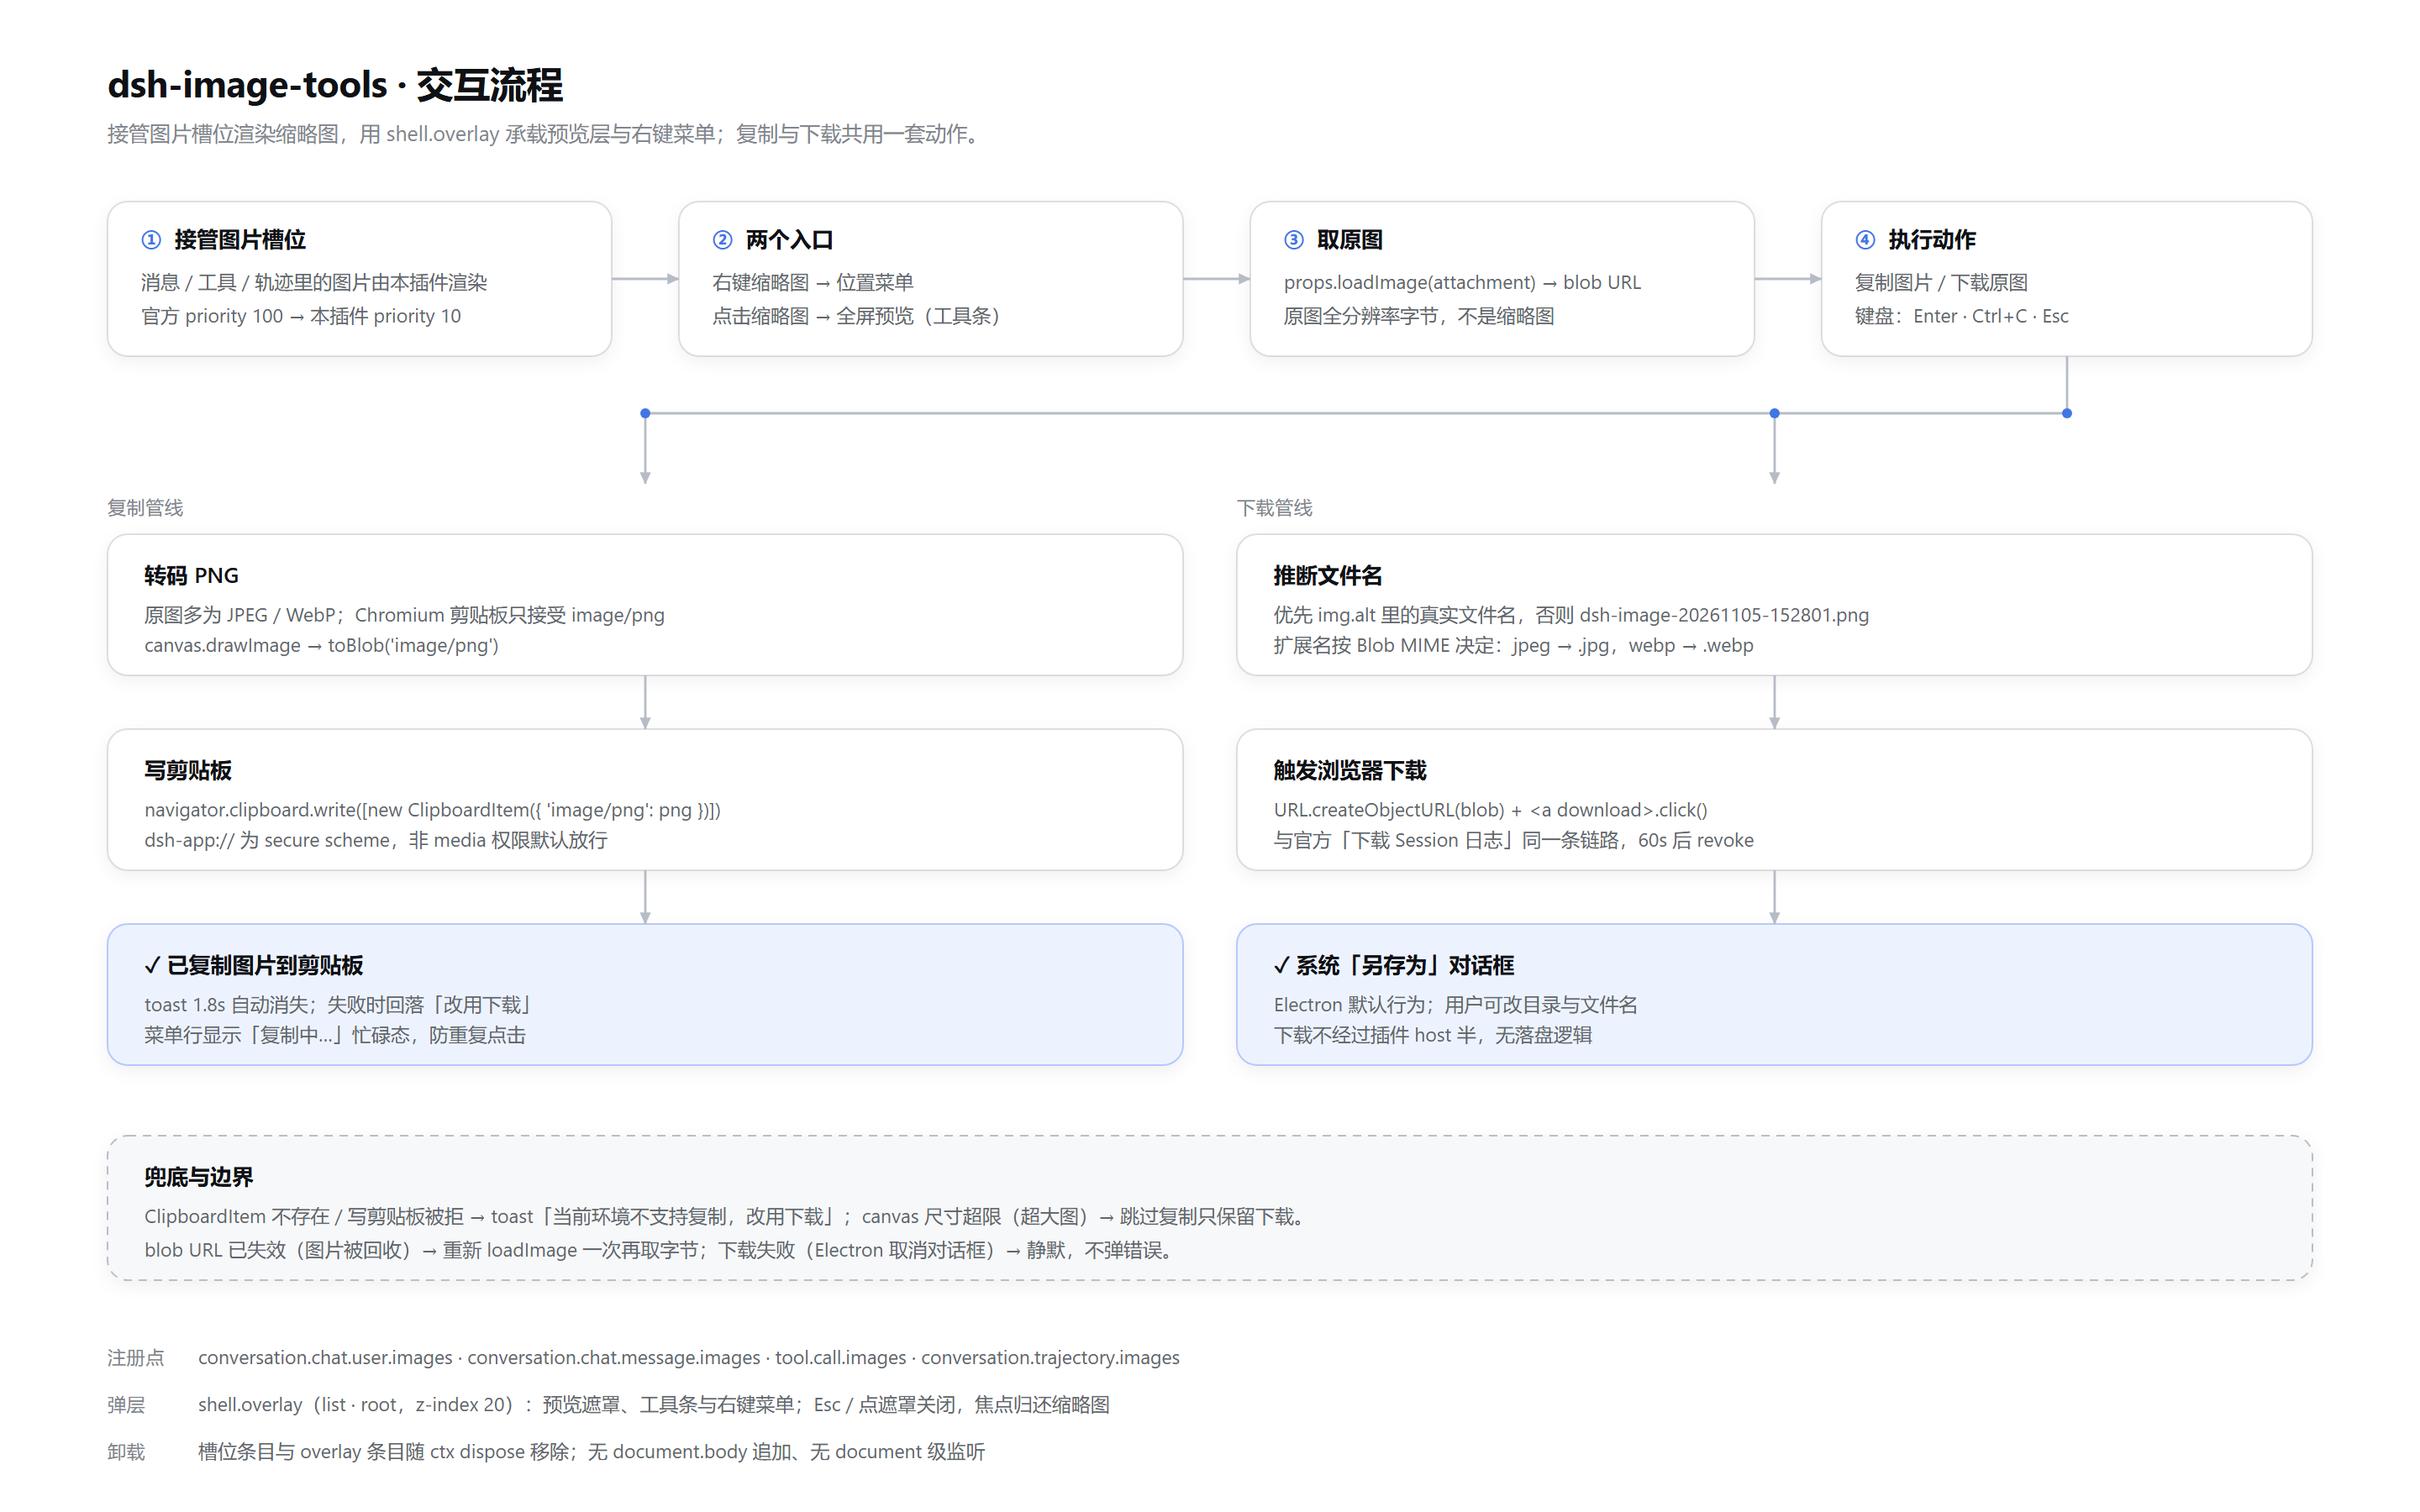 dsh-image-tools · 交互流程
接管图片槽位渲染缩略图，用 shell.overlay 承载预览层与右键菜单；复制与下载共用一套动作。
① 接管图片槽位
消息 / 工具 / 轨迹里的图片由本插件渲染
官方 priority 100 → 本插件 priority 10
② 两个入口
右键缩略图 → 位置菜单
点击缩略图 → 全屏预览（工具条）
③ 取原图
props.loadImage(attachment) → blob URL
原图全分辨率字节，不是缩略图
④ 执行动作
复制图片 / 下载原图
键盘：Enter · Ctrl+C · Esc
复制管线
转码 PNG
原图多为 JPEG / WebP；Chromium 剪贴板只接受 image/png
canvas.drawImage → toBlob('image/png')
写剪贴板
navigator.clipboard.write([new ClipboardItem({ 'image/png': png })])
dsh-app:// 为 secure scheme，非 media 权限默认放行
✓ 已复制图片到剪贴板
toast 1.8s 自动消失；失败时回落「改用下载」
菜单行显示「复制中…」忙碌态，防重复点击
下载管线
推断文件名
优先 img.alt 里的真实文件名，否则 dsh-image-20261105-152801.png
扩展名按 Blob MIME 决定：jpeg → .jpg，webp → .webp
触发浏览器下载
URL.createObjectURL(blob) + <a download>.click()
与官方「下载 Session 日志」同一条链路，60s 后 revoke
✓ 系统「另存为」对话框
Electron 默认行为；用户可改目录与文件名
下载不经过插件 host 半，无落盘逻辑
兜底与边界
ClipboardItem 不存在 / 写剪贴板被拒 → toast「当前环境不支持复制，改用下载」；canvas 尺寸超限（超大图）→ 跳过复制只保留下载。
blob URL 已失效（图片被回收）→ 重新 loadImage 一次再取字节；下载失败（Electron 取消对话框）→ 静默，不弹错误。
注册点 conversation.chat.user.images · conversation.chat.message.images · tool.call.images · conversation.trajectory.images
弹层 shell.overlay（list · root，z-index 20）：预览遮罩、工具条与右键菜单；Esc / 点遮罩关闭，焦点归还缩略图
卸载 槽位条目与 overlay 条目随 ctx dispose 移除；无 document.body 追加、无 document 级监听